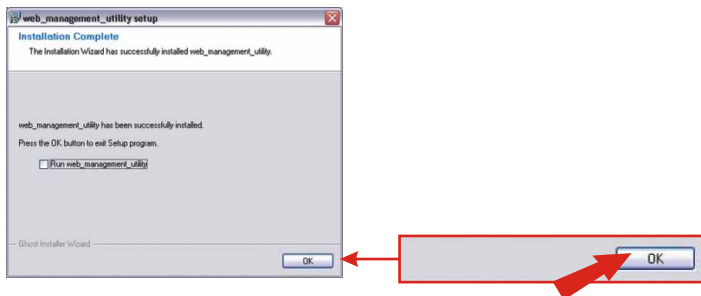 web_management_utility setup
Installation Complete
The Installation Wizard has successfully installed web_management_utility.
web_management_utility has been successfully installed.
Press the OK button to exit Setup program.
Run web_management_utility
Ghost Installer Wizard
OK
OK